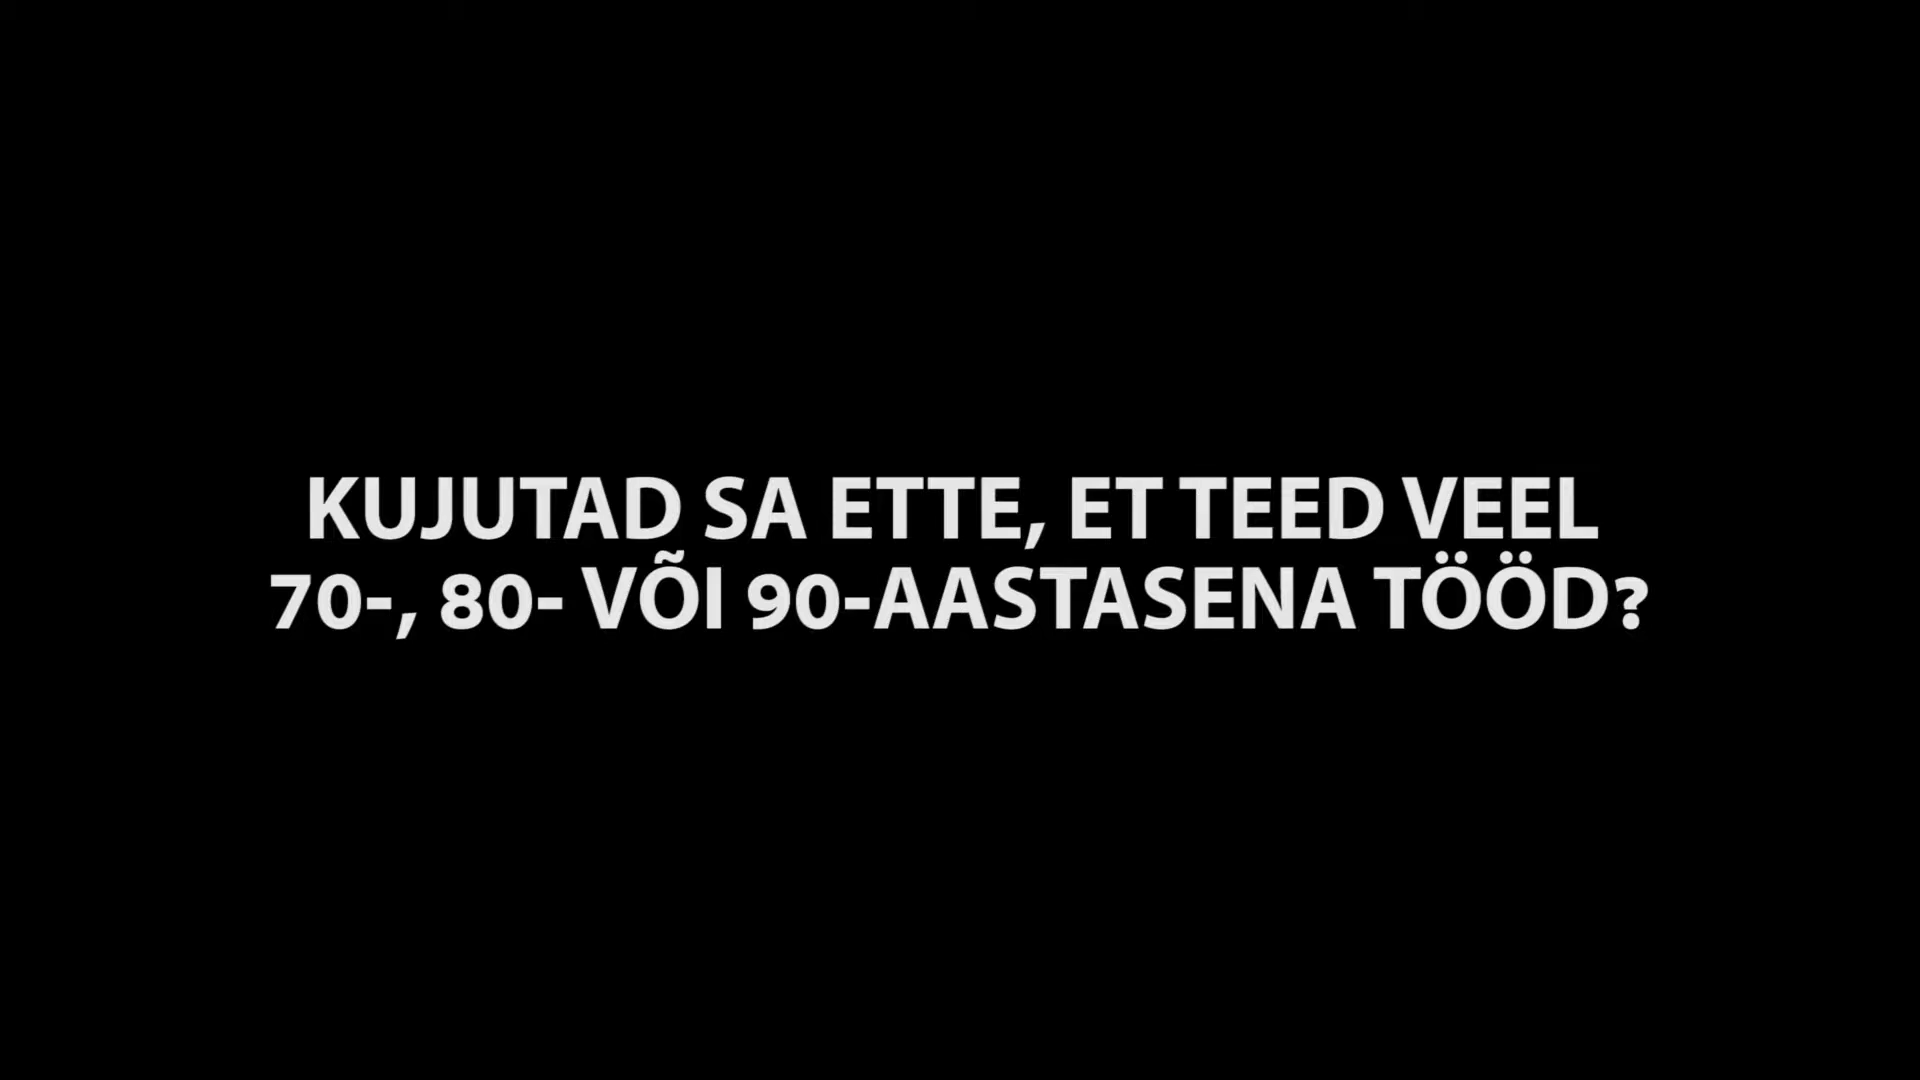 KUJUTAD SA ETTE, ET TEED VEEL
70-, 80- VÕI 90-AASTASENA TÖÖD?